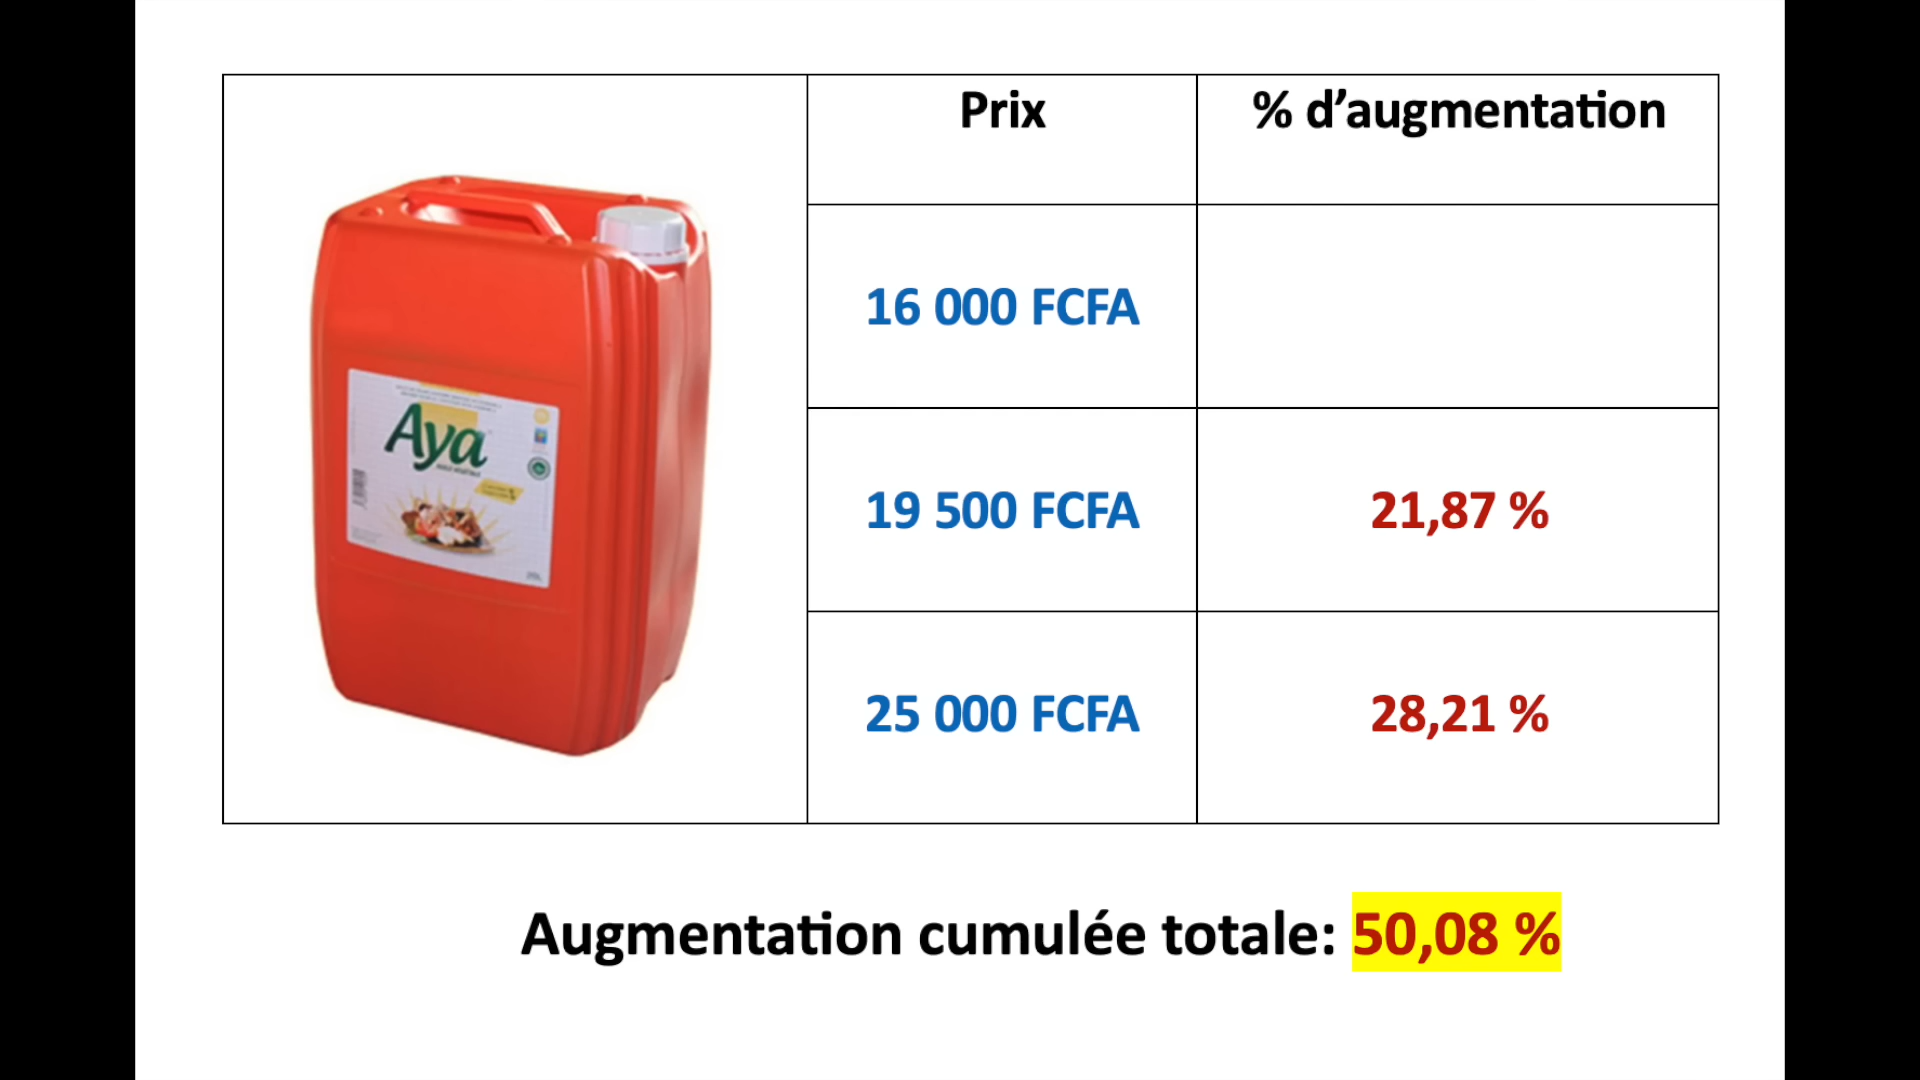 Prix
% d’augmentation
16 000 FCFA
19 500 FCFA
21,87 %
25 000 FCFA
28,21 %
Aya
Augmentation cumulée totale: 50,08 %